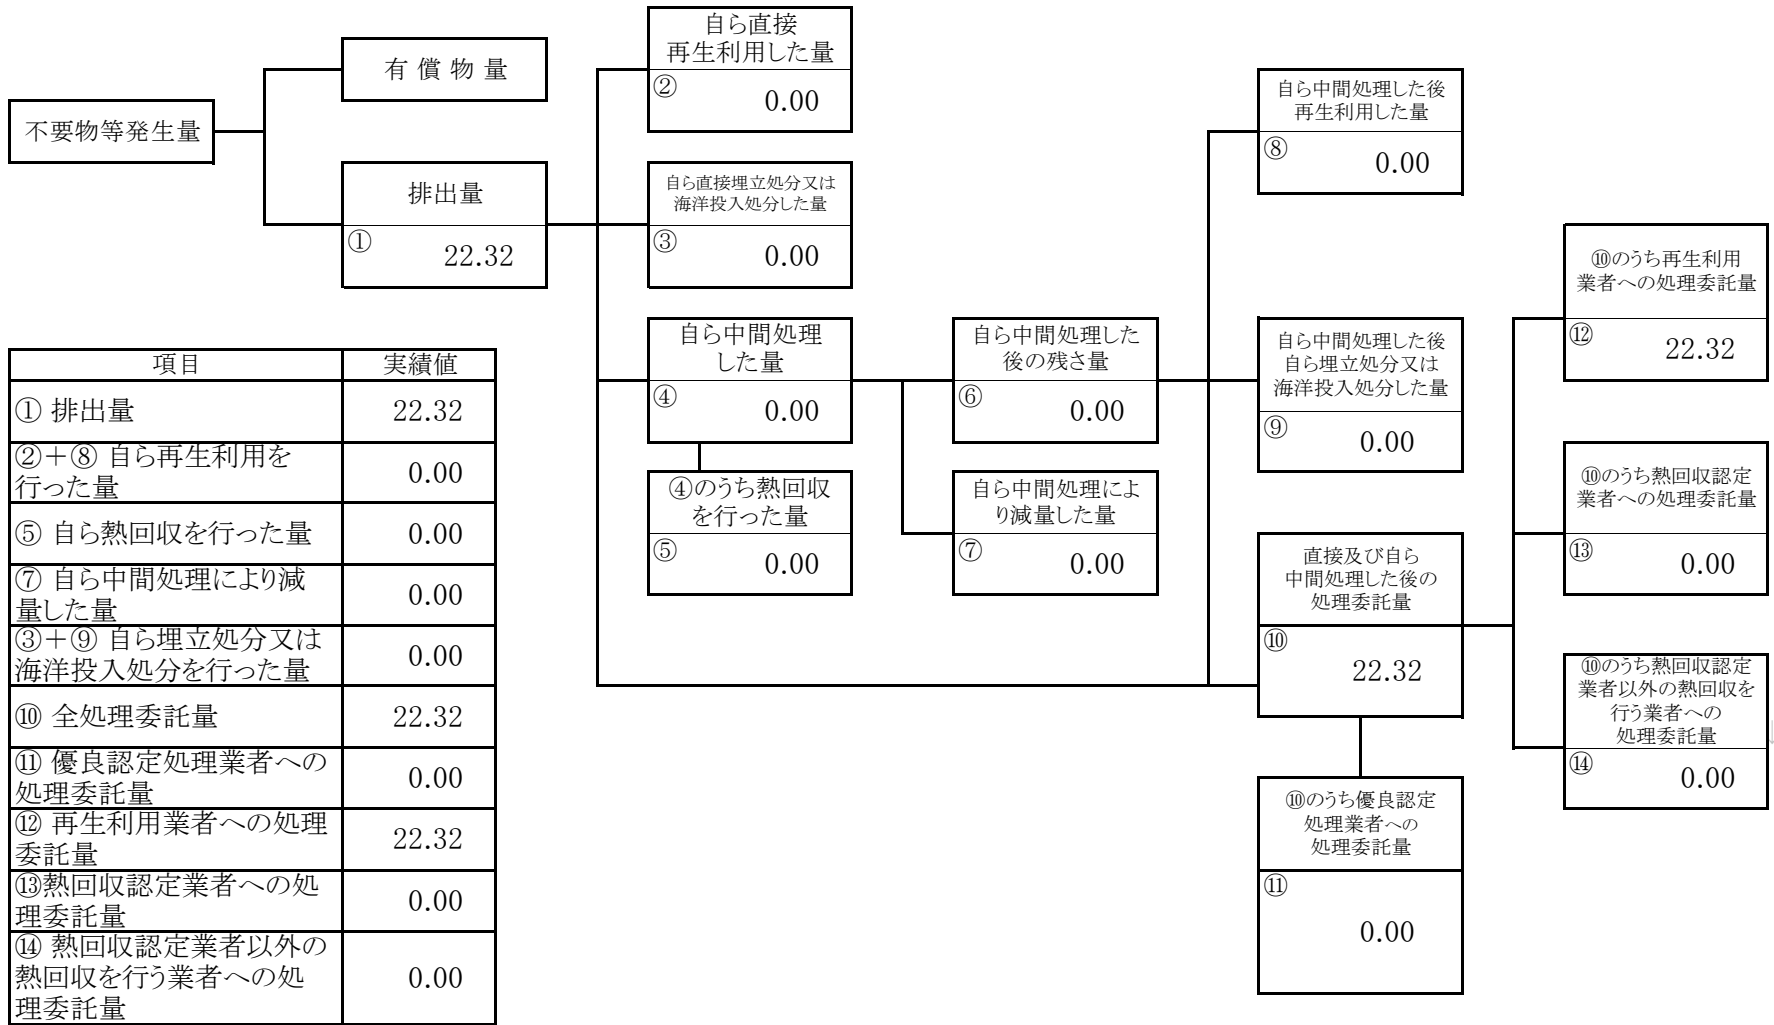 不要物等発生量
有償物量
排出量
①
22.32
自ら直接
再生利用した量
②
0.00
自ら直接埋立処分又は
海洋投入処分した量
③
0.00
自ら中間処理
した量
④
0.00
④のうち熱回収
を行った量
⑤
0.00
自ら中間処理した
後の残さ量
⑥
0.00
自ら中間処理によ
り減量した量
⑦
0.00
自ら中間処理した後
再生利用した量
⑧
0.00
自ら中間処理した後
自ら埋立処分又は
海洋投入処分した量
⑨
0.00
直接及び自ら
中間処理した後の
処理委託量
⑩
22.32
⑩のうち優良認定
処理業者への
処理委託量
⑪
0.00
⑩のうち再生利用
業者への処理委託量
⑫
22.32
⑩のうち熱回収認定
業者への処理委託量
⑬
0.00
⑩のうち熱回収認定
業者以外の熱回収を
行う業者への
処理委託量
⑭
0.00
項目 実績値
① 排出量 22.32
②＋⑧ 自ら再生利用を
行った量 0.00
⑤ 自ら熱回収を行った量 0.00
⑦ 自ら中間処理により減
量した量 0.00
③＋⑨ 自ら埋立処分又は
海洋投入処分を行った量 0.00
⑩ 全処理委託量 22.32
⑪ 優良認定処理業者への
処理委託量 0.00
⑫ 再生利用業者への処理
委託量 22.32
⑬熱回収認定業者への処
理委託量 0.00
⑭ 熱回収認定業者以外の
熱回収を行う業者への処
理委託量 0.00